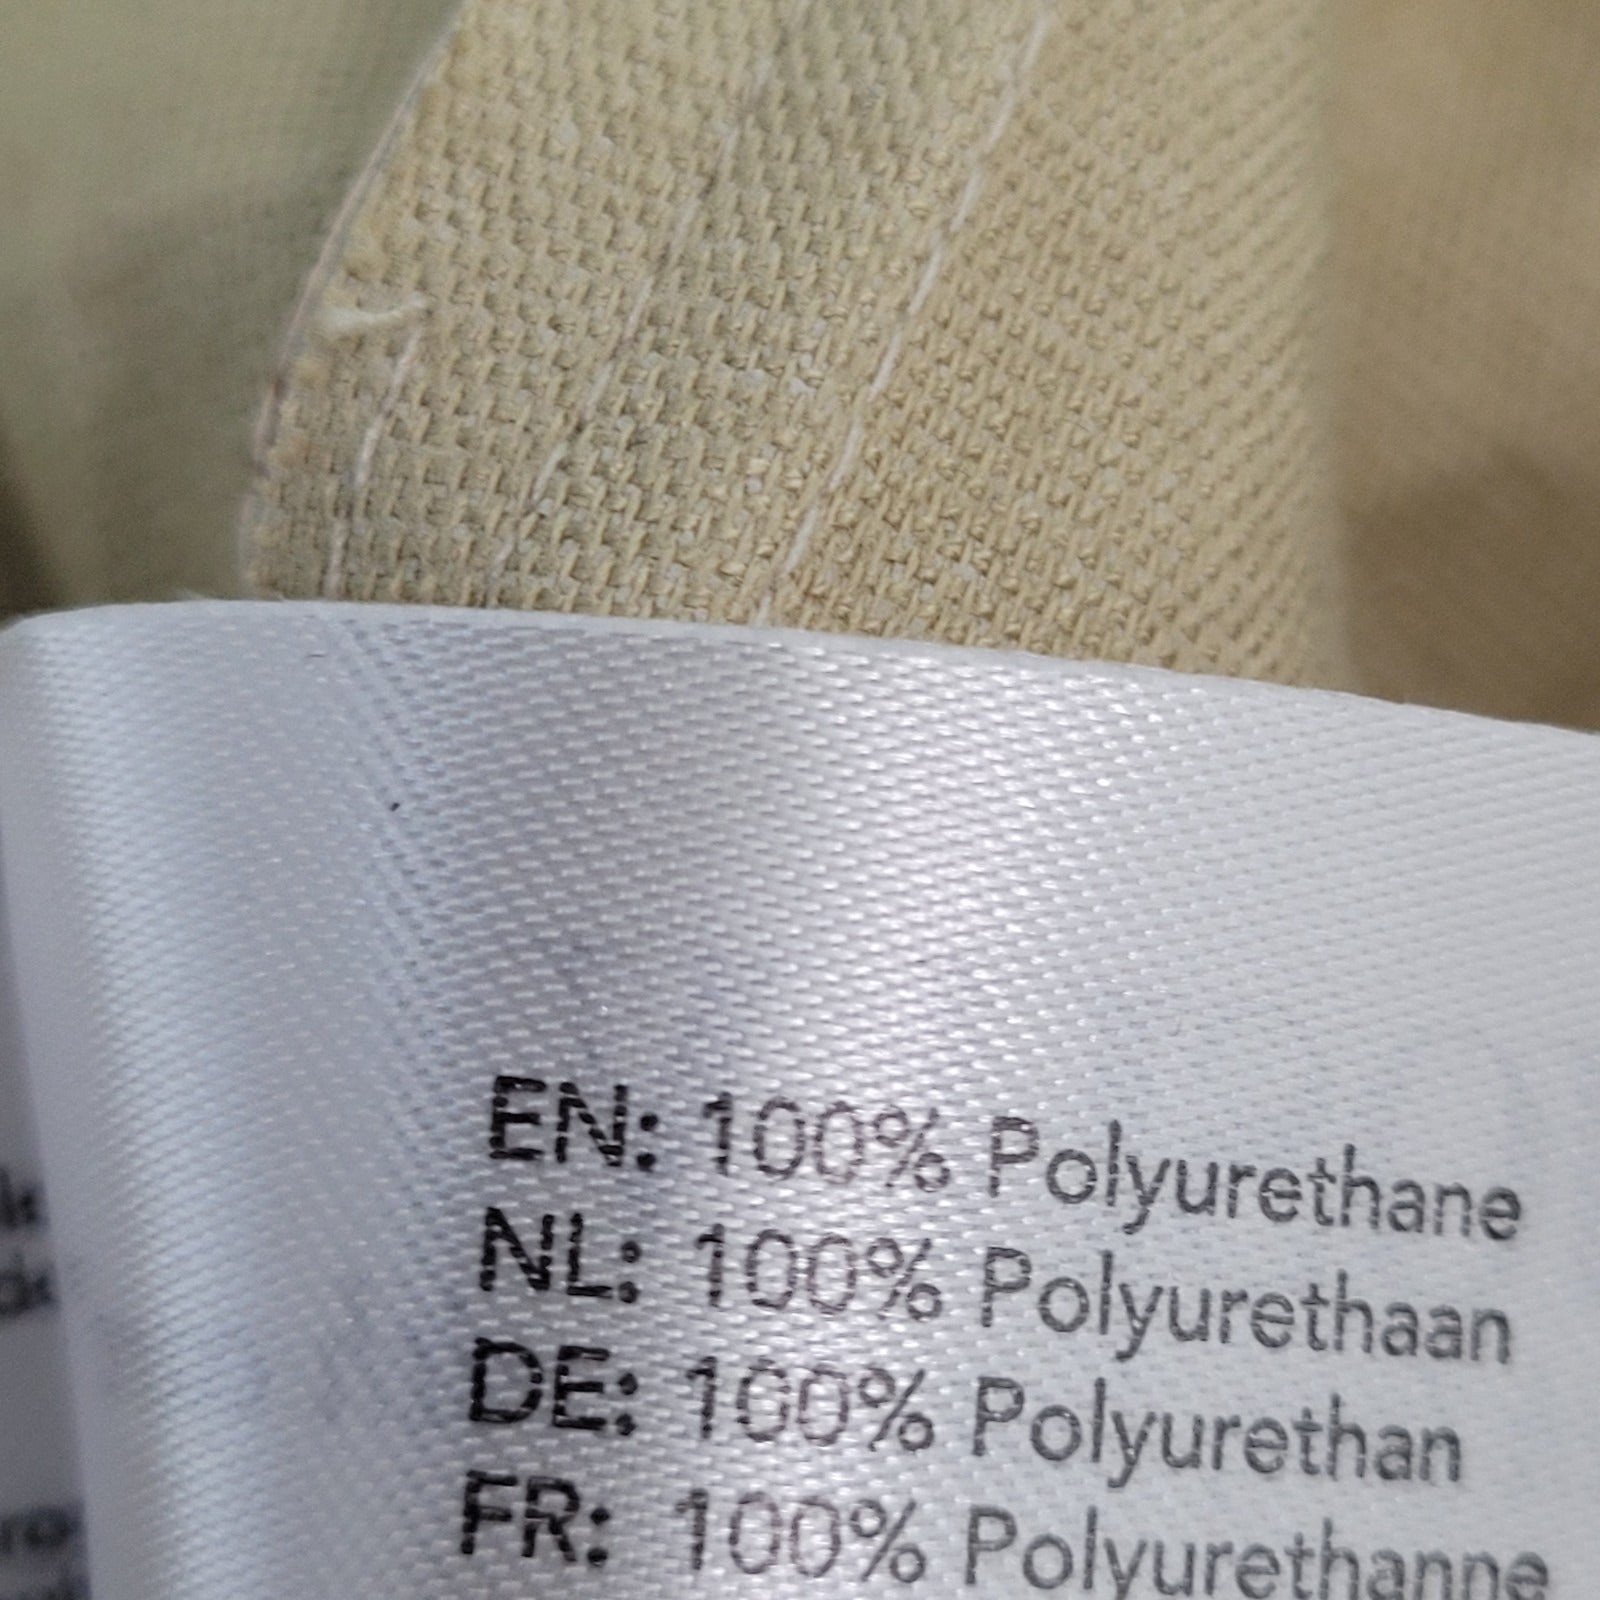 EN: 100% Polyurethane
NL: 100% Polyurethaan
DE: 100% Polyurethan
FR: 100% Polyurethanne